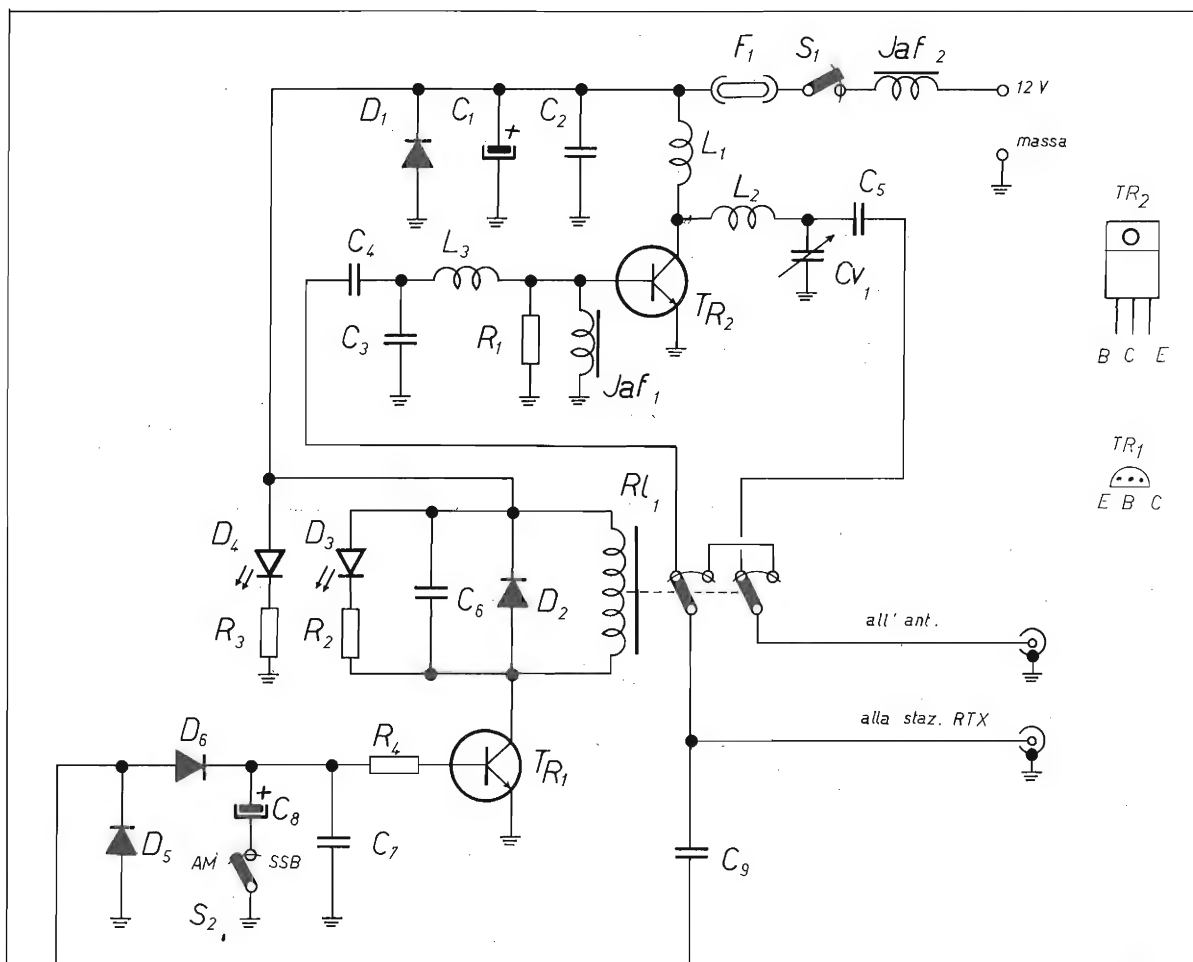 F1
S1
Jaf 2
12 V
D1
C1
+
C2
L1
massa
L2
C5
TR2
C4
L3
Cv1
TR2
C3
R1
B C E
Jaf 1
TR1
Rl1
E B C
D4
D3
C6
D2
R3
R2
all' ant.
alla staz. RTX
D6
R4
TR1
+
C8
D5
AM
SSB
C7
C9
S2